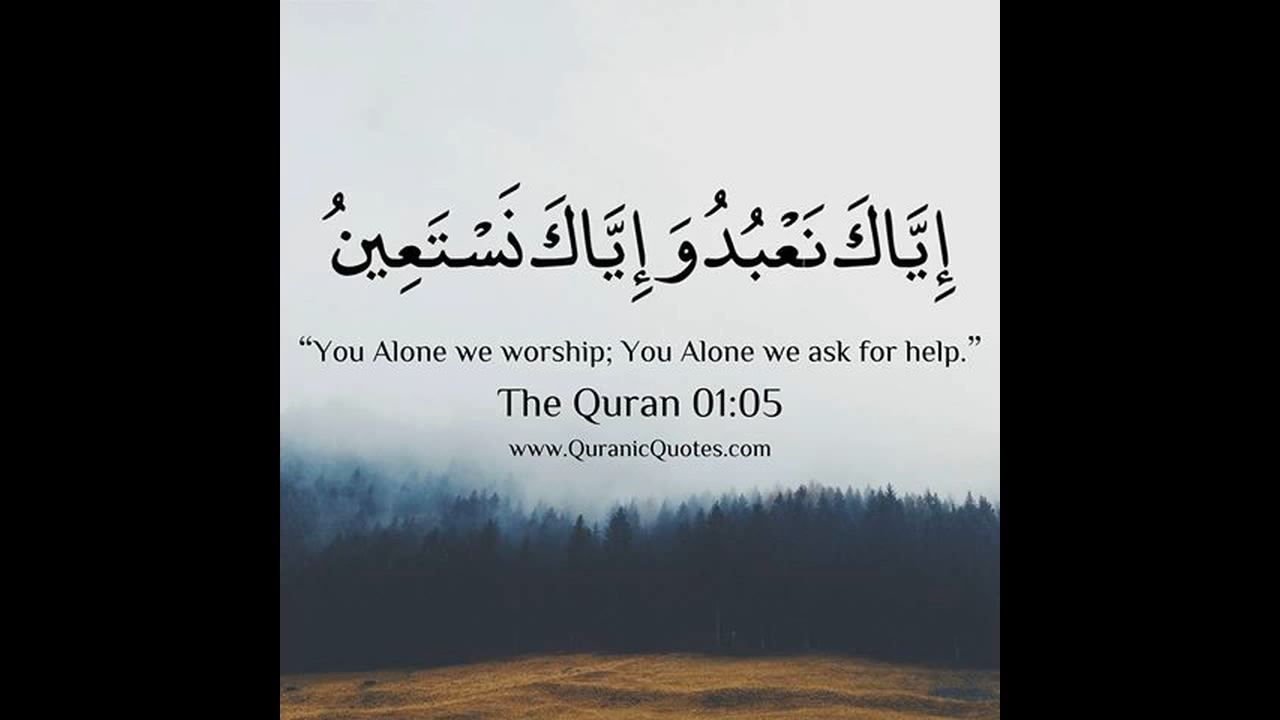 إِيَّاكَ نَعْبُدُ وَ إِيَّاكَ نَسْتَعِينُ
“You Alone we worship; You Alone we ask for help.”
The Quran 01:05
www.QuranicQuotes.com